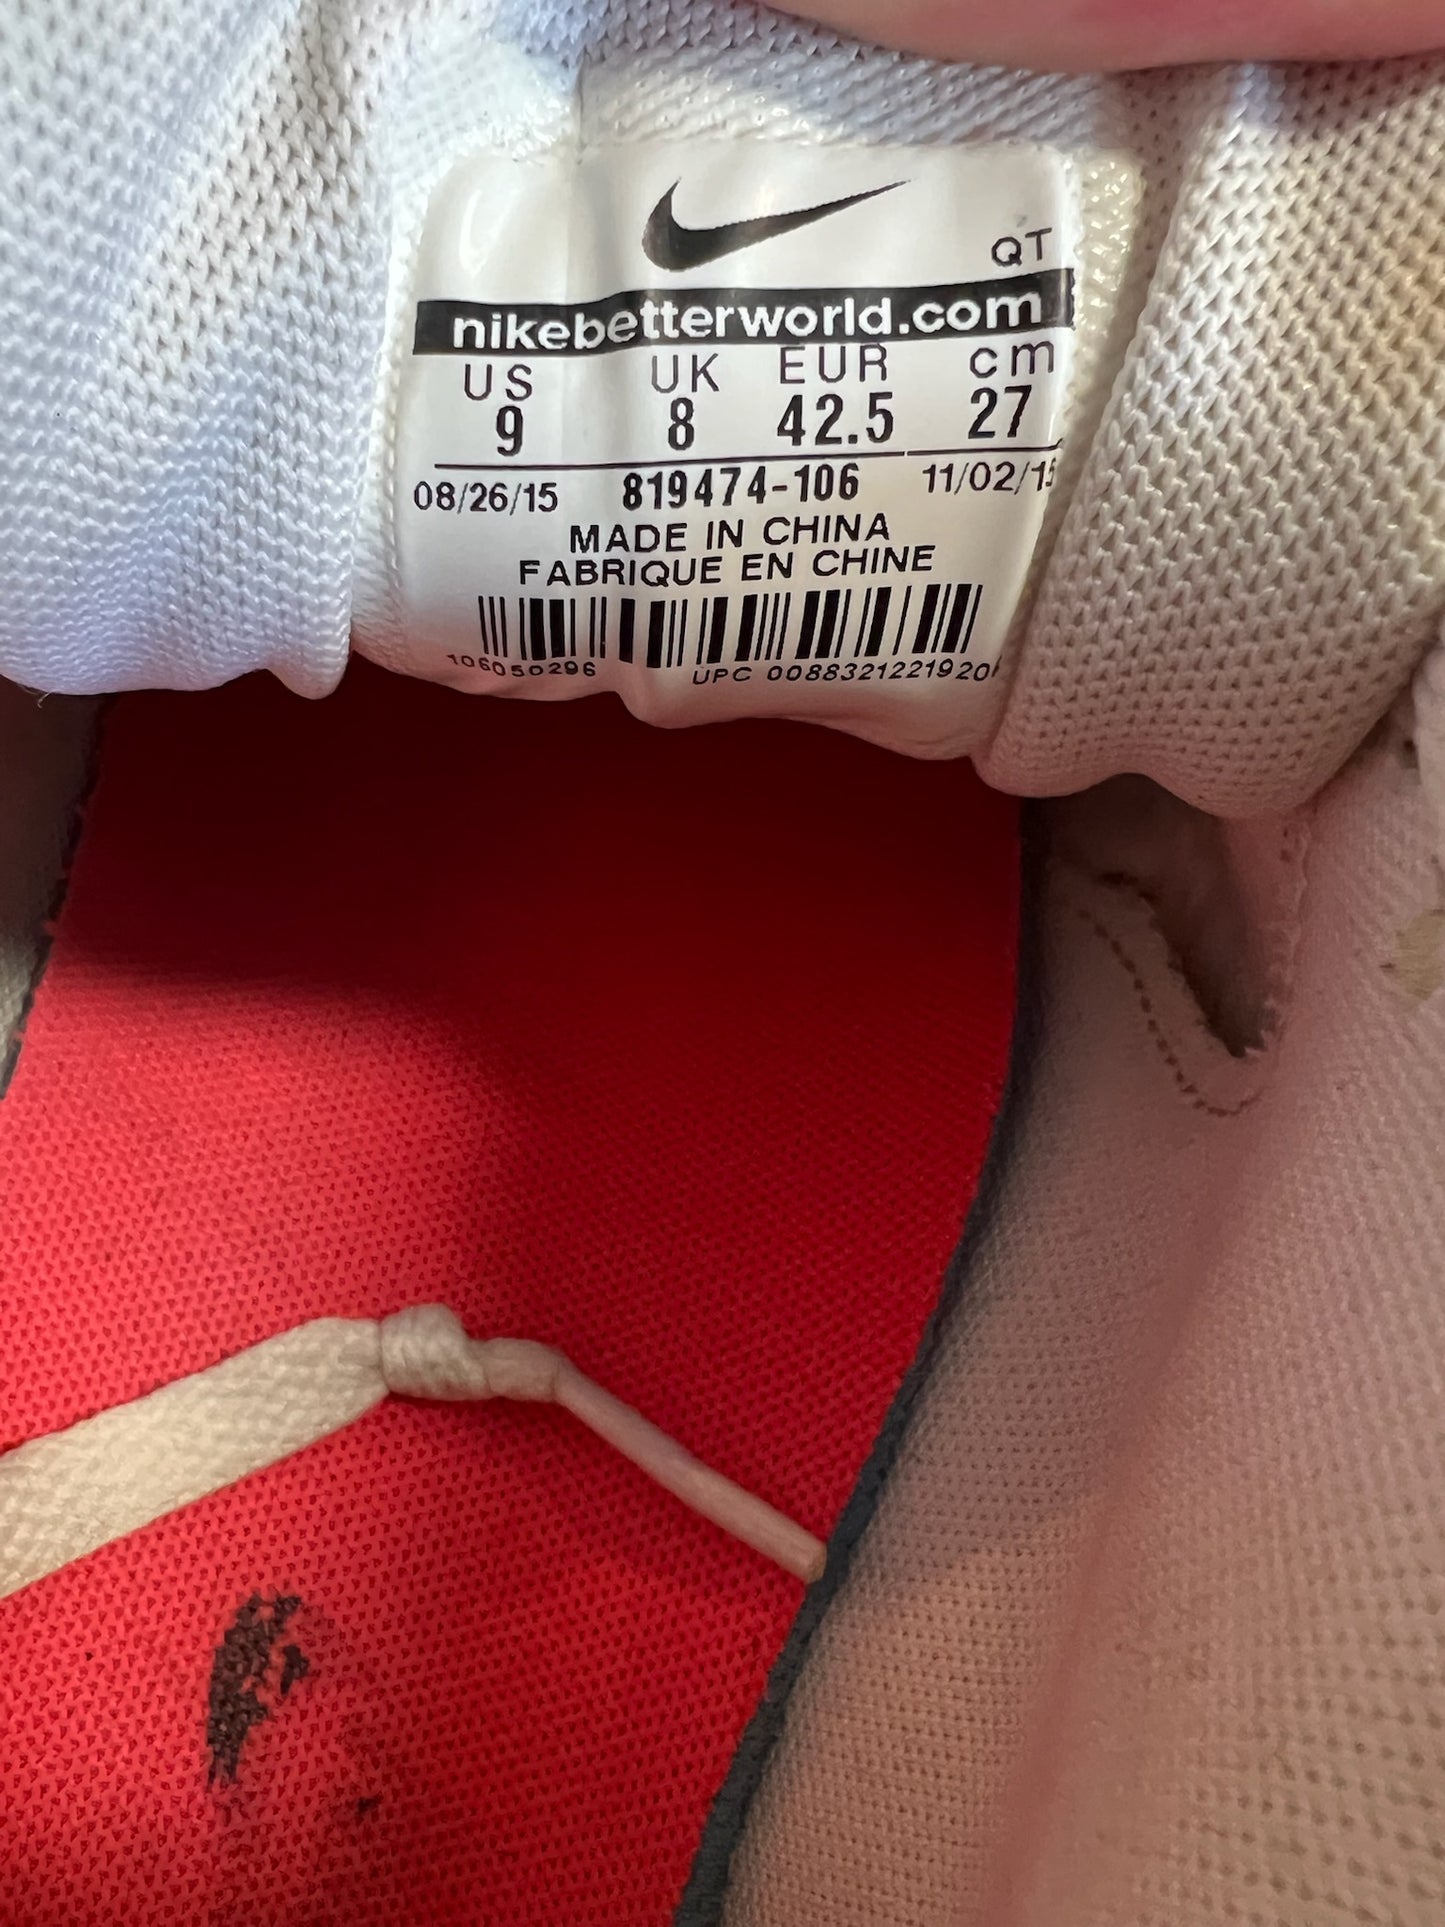 QT
nikebetterworld.com
US UK EUR cm
9 8 42.5 27
08/26/15 819474-106 11/02/15
MADE IN CHINA
FABRIQUE EN CHINE
106050296 UPC 0088321221920